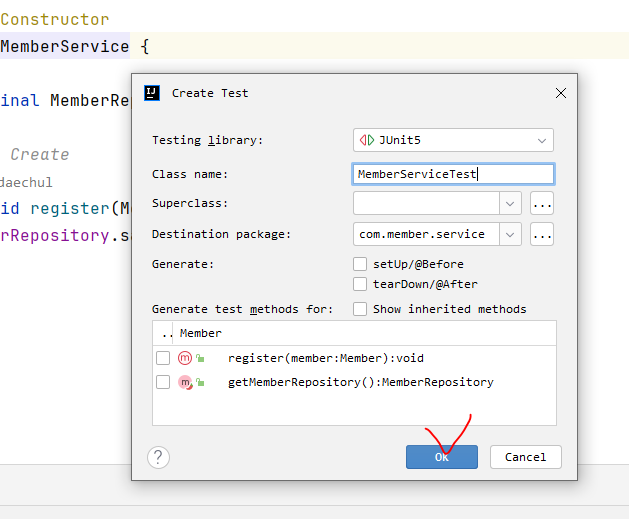 Constructor
MemberService {
Create Test
inal MemberRe
Testing library: JUnit5
Create
Class name: MemberServiceTest
daechul
Superclass: ...
id register(Me
Destination package: com.member.service ...
rRepository.sa
Generate: setUp/@Before
tearDown/@After
Generate test methods for: Show inherited methods
.. Member
m register(member:Member):void
m getMemberRepository():MemberRepository
? OK Cancel